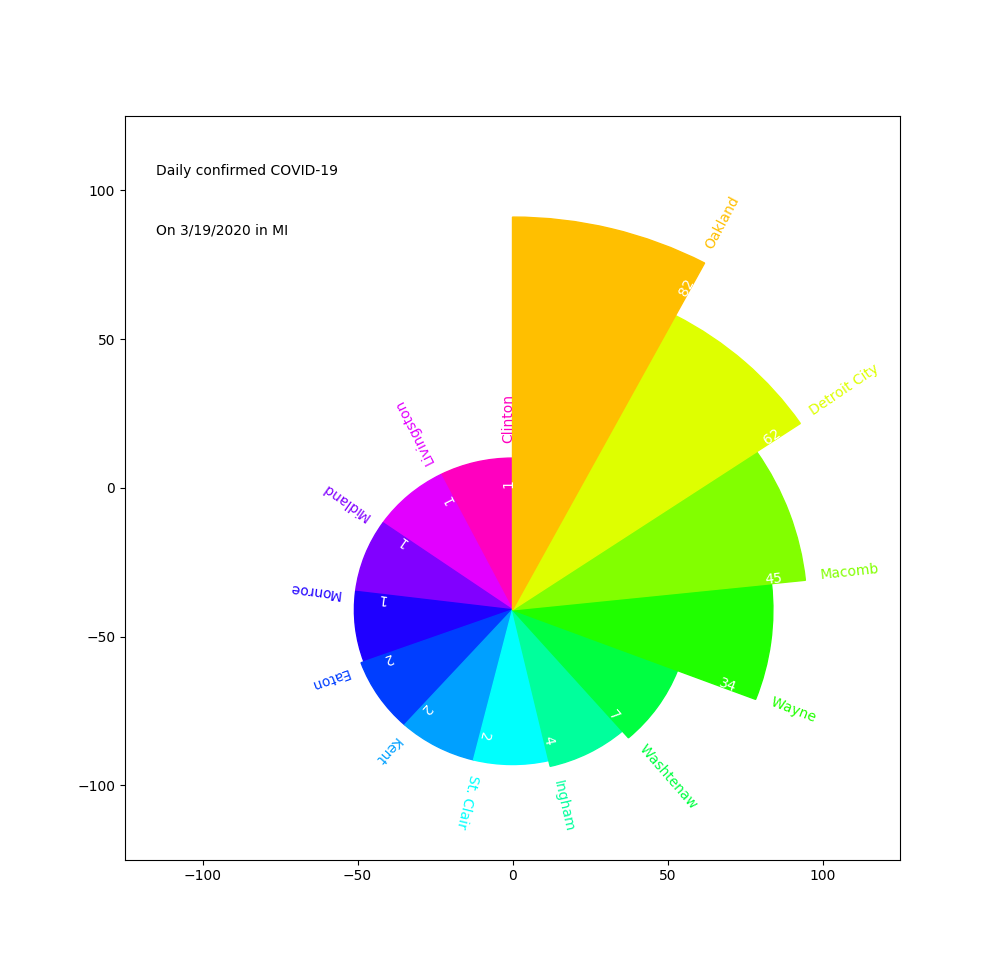 Daily confirmed COVID-19
On 3/19/2020 in MI
Oakland
82
Detroit City
62
Macomb
45
Wayne
34
Washtenaw
7
Ingham
4
St. Clair
2
Kent
2
Eaton
2
Monroe
1
Midland
1
Livingston
1
Clinton
1
100
50
0
−50
−100
−100
−50
0
50
100